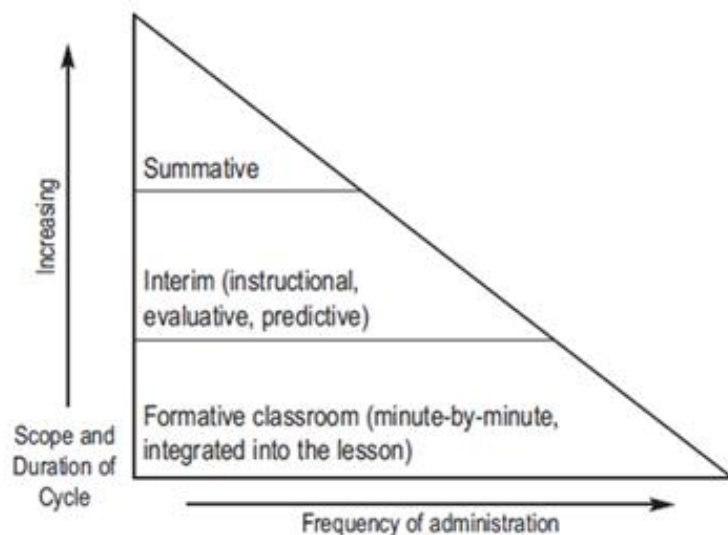 Summative
Increasing
Interim (instructional,
evaluative, predictive)
Formative classroom (minute-by-minute,
integrated into the lesson)
Scope and
Duration of
Cycle
Frequency of administration